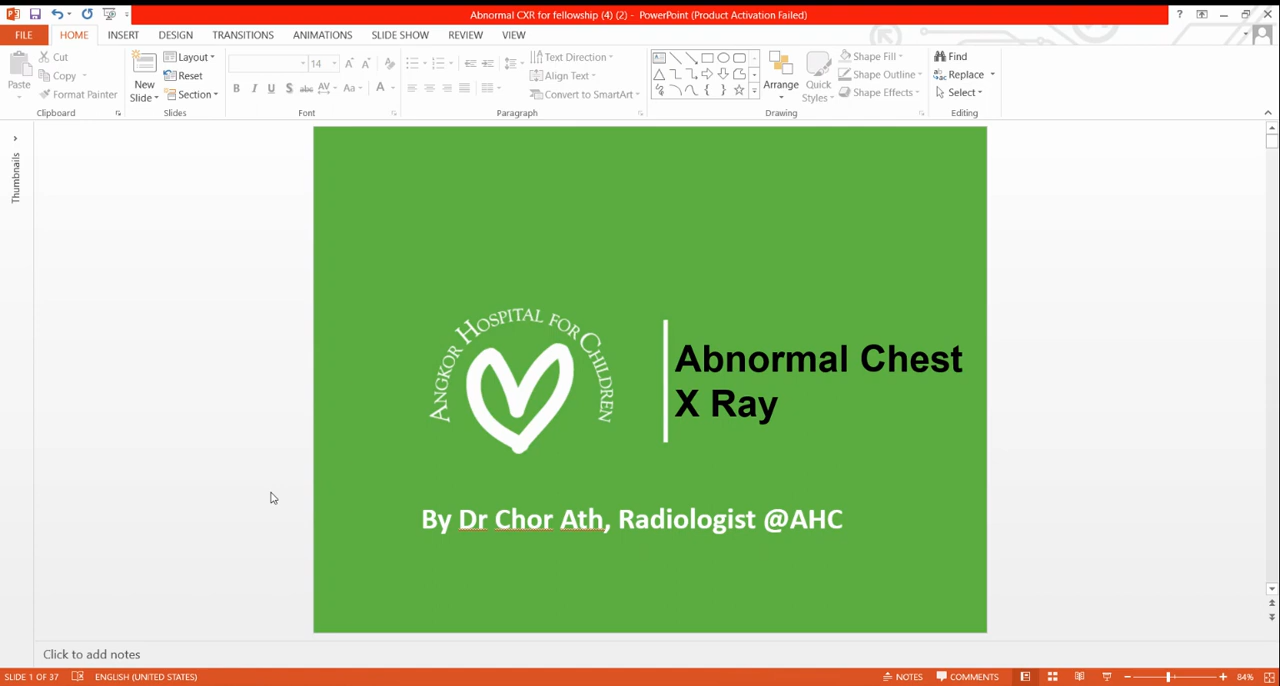 Abnormal CXR for fellowship (4) (2) - PowerPoint (Product Activation Failed)
FILE HOME INSERT DESIGN TRANSITIONS ANIMATIONS SLIDE SHOW REVIEW VIEW
Paste
Cut
Copy
Format Painter
Clipboard
New
Slide
Layout
Reset
Section
Slides
14
Font
Text Direction
Align Text
Convert to SmartArt
Paragraph
Arrange
Quick
Styles
Shape Fill
Shape Outline
Shape Effects
Drawing
Find
Replace
Select
Editing
Thumbnails
ANGKOR HOSPITAL FOR CHILDREN
Abnormal Chest
X Ray
By Dr Chor Ath, Radiologist @AHC
Click to add notes
SLIDE 1 OF 37 ENGLISH (UNITED STATES) NOTES COMMENTS 84%